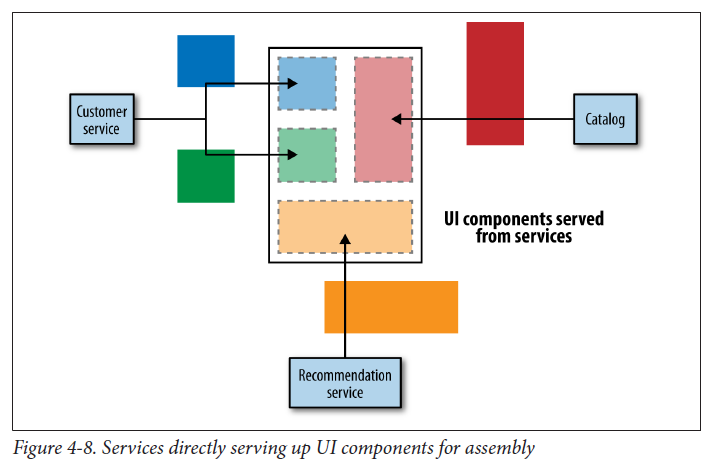 Customer
service
Catalog
UI components served
from services
Recommendation
service
Figure 4-8. Services directly serving up UI components for assembly